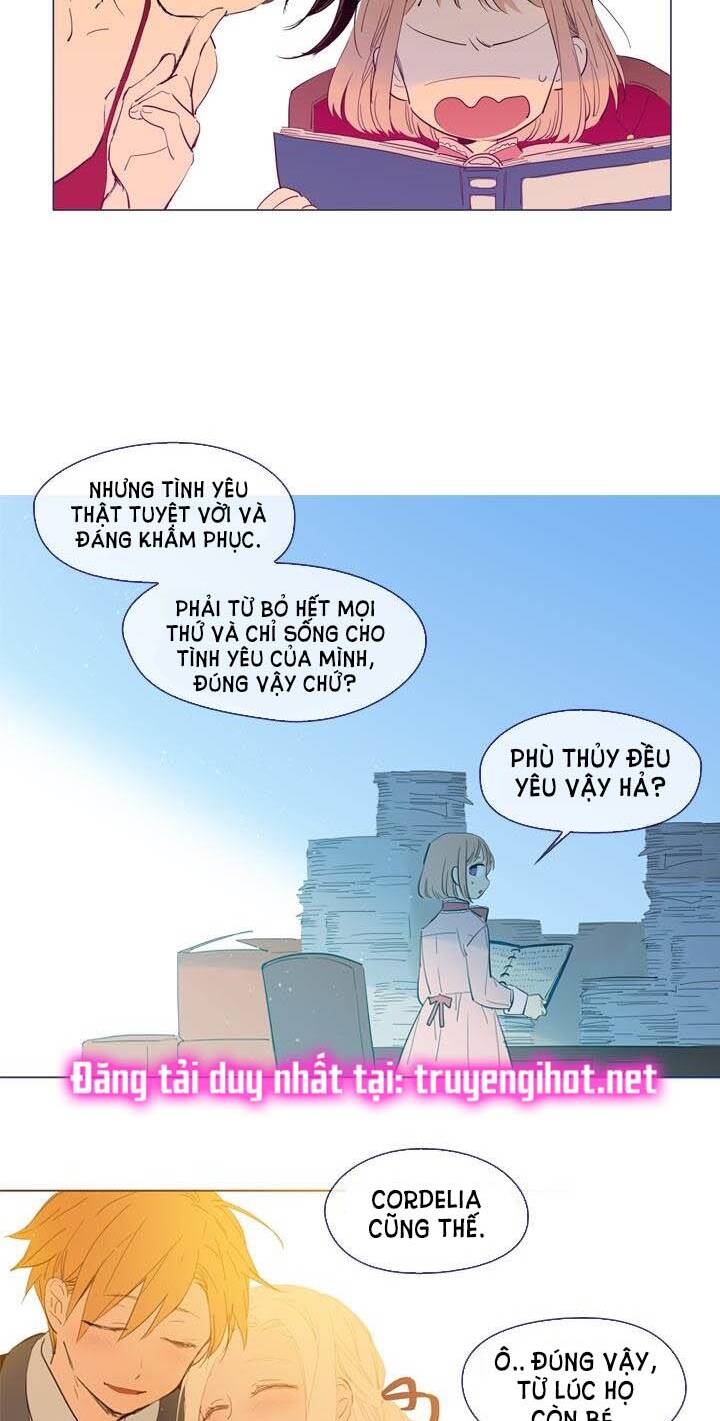 NHƯNG TÌNH YÊU
THẬT TUYỆT VỜI VÀ
ĐÁNG KHÂM PHỤC.
PHẢI TỪ BỎ HẾT MỌI
THỨ VÀ CHỈ SỐNG CHO
TÌNH YÊU CỦA MÌNH,
ĐÚNG VẬY CHỨ?
PHÙ THỦY ĐỀU
YÊU VẬY HẢ?
Đăng tải duy nhất tại: truyengihot.net
CORDELIA
CŨNG THẾ.
Ô.. ĐÚNG VẬY,
TỪ LÚC HỌ
CÒN BÉ